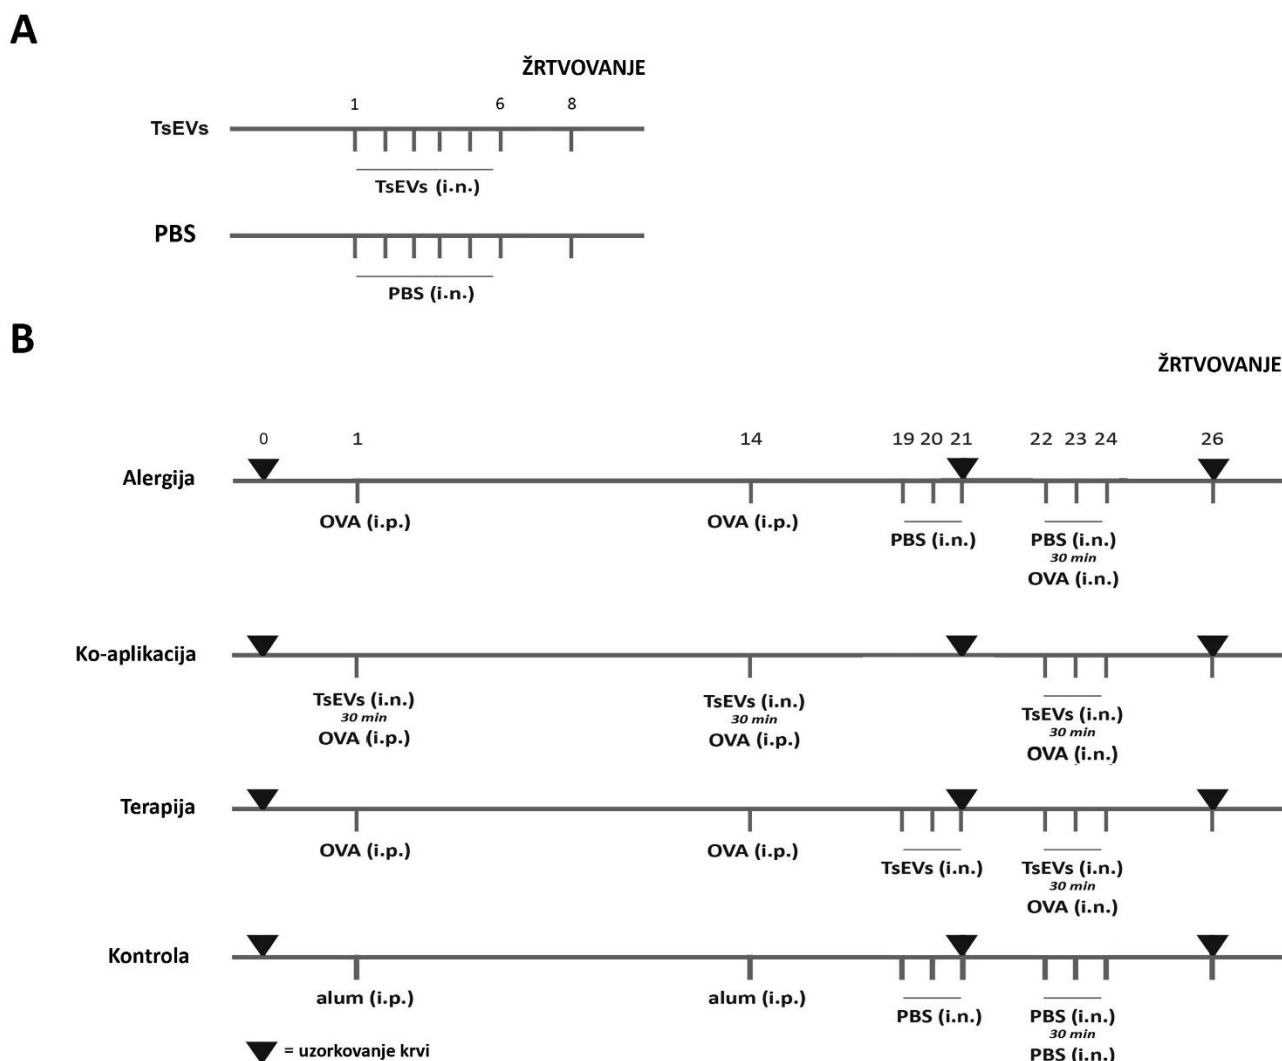 A
ŽRTVOVANJE
1 6 8
TsEVs
TsEVs (i.n.)
PBS
PBS (i.n.)
B
ŽRTVOVANJE
0 1 14 19 20 21 22 23 24 26
Alergija
OVA (i.p.) OVA (i.p.) PBS (i.n.) PBS (i.n.)
30 min
OVA (i.n.)
Ko-aplikacija
TsEVs (i.n.) TsEVs (i.n.) TsEVs (i.n.)
30 min 30 min 30 min
OVA (i.p.) OVA (i.p.) OVA (i.n.)
Terapija
OVA (i.p.) OVA (i.p.) TsEVs (i.n.) TsEVs (i.n.)
30 min
OVA (i.n.)
Kontrola
alum (i.p.) alum (i.p.) PBS (i.n.) PBS (i.n.)
30 min
PBS (i.n.)
= uzorkovanje krvi